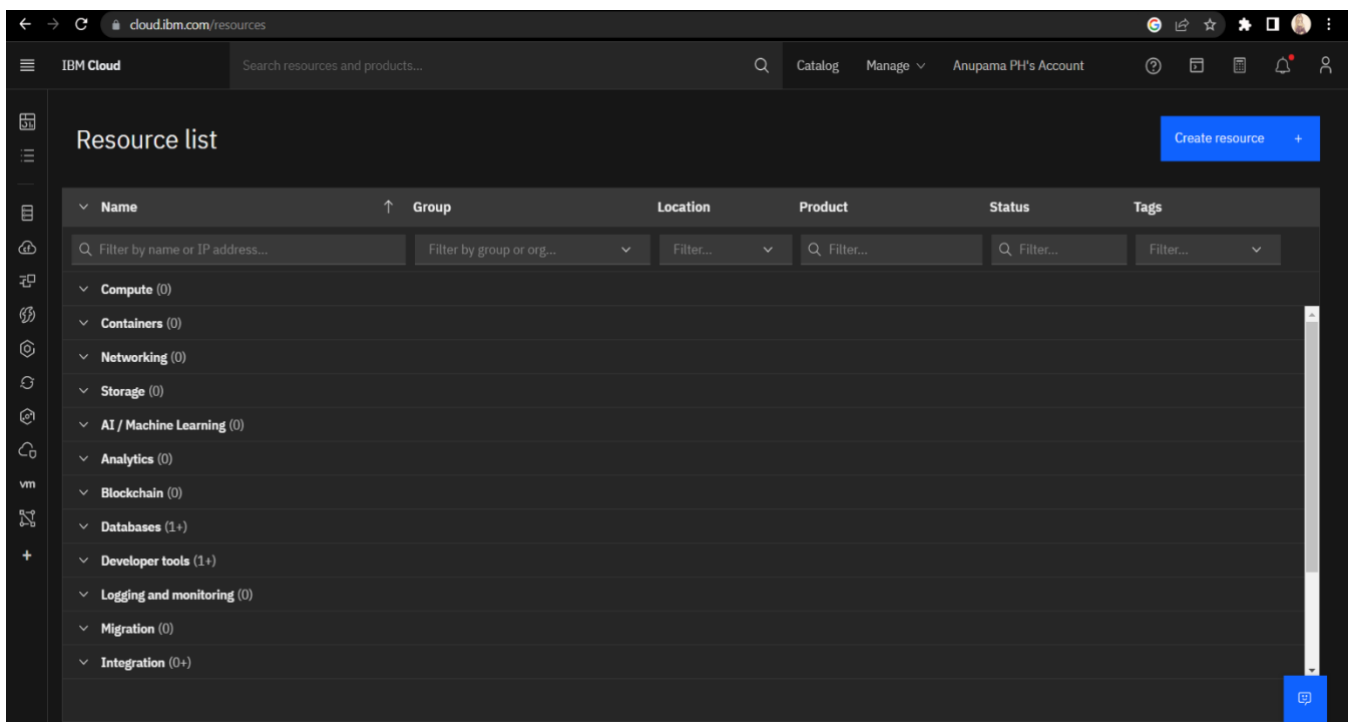 cloud.ibm.com/resources
IBM Cloud Search resources and products... Catalog Manage Anupama PH's Account
Resource list
Create resource +
Name Group Location Product Status Tags
Filter by name or IP address... Filter by group or org... Filter... Filter... Filter... Filter...
Compute (0)
Containers (0)
Networking (0)
Storage (0)
AI / Machine Learning (0)
Analytics (0)
vm
Blockchain (0)
Databases (1+)
Developer tools (1+)
Logging and monitoring (0)
Migration (0)
Integration (0+)